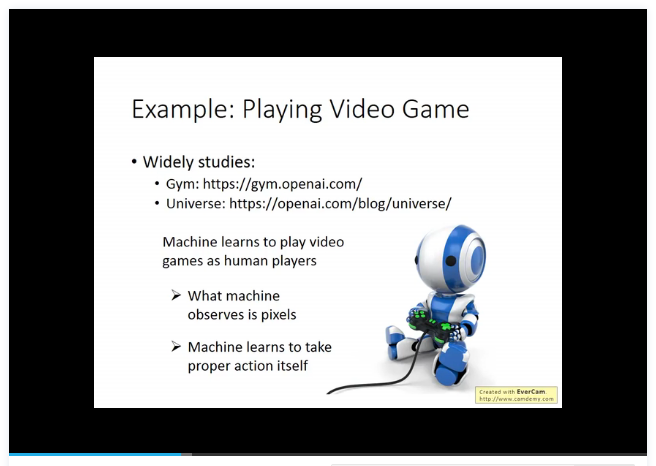 Example: Playing Video Game
• Widely studies:
• Gym: https://gym.openai.com/
• Universe: https://openai.com/blog/universe/
Machine learns to play video
games as human players
➢ What machine
observes is pixels
➢ Machine learns to take
proper action itself
Created with EverCam.
http://www.camdemy.com